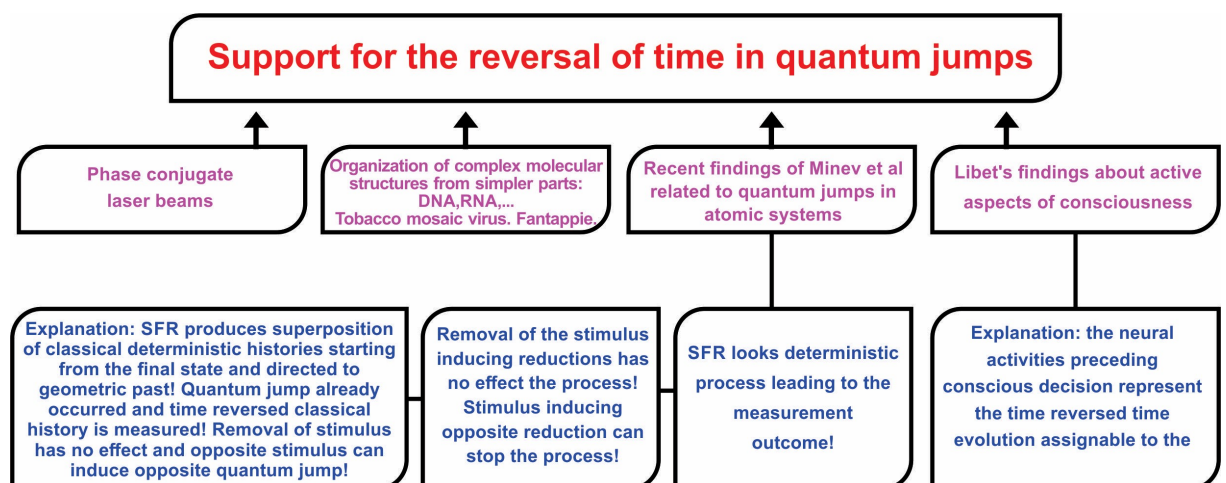 Support for the reversal of time in quantum jumps
Phase conjugate
laser beams
Organization of complex molecular
structures from simpler parts:
DNA,RNA,...
Tobacco mosaic virus. Fantappie.
Recent findings of Minev et al
related to quantum jumps in
atomic systems
Libet's findings about active
aspects of consciousness
Explanation: SFR produces superposition
of classical deterministic histories starting
from the final state and directed to
geometric past! Quantum jump already
occurred and time reversed classical
history is measured! Removal of stimulus
has no effect and opposite stimulus can
induce opposite quantum jump!
Removal of the stimulus
inducing reductions has
no effect the process!
Stimulus inducing
opposite reduction can
stop the process!
SFR looks deterministic
process leading to the
measurement
outcome!
Explanation: the neural
activities preceding
conscious decision represent
the time reversed time
evolution assignable to the